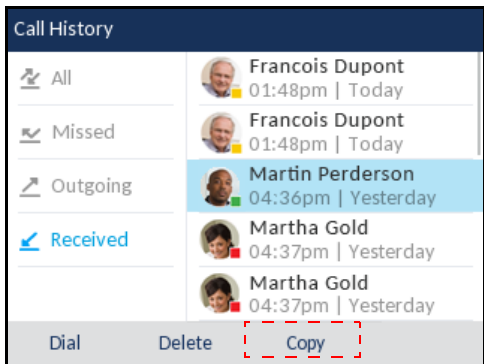 Call History
All
Missed
Outgoing
Received
Francois Dupont
01:48pm | Today
Francois Dupont
01:48pm | Today
Martin Perderson
04:36pm | Yesterday
Martha Gold
04:37pm | Yesterday
Martha Gold
04:37pm | Yesterday
Dial Delete Copy